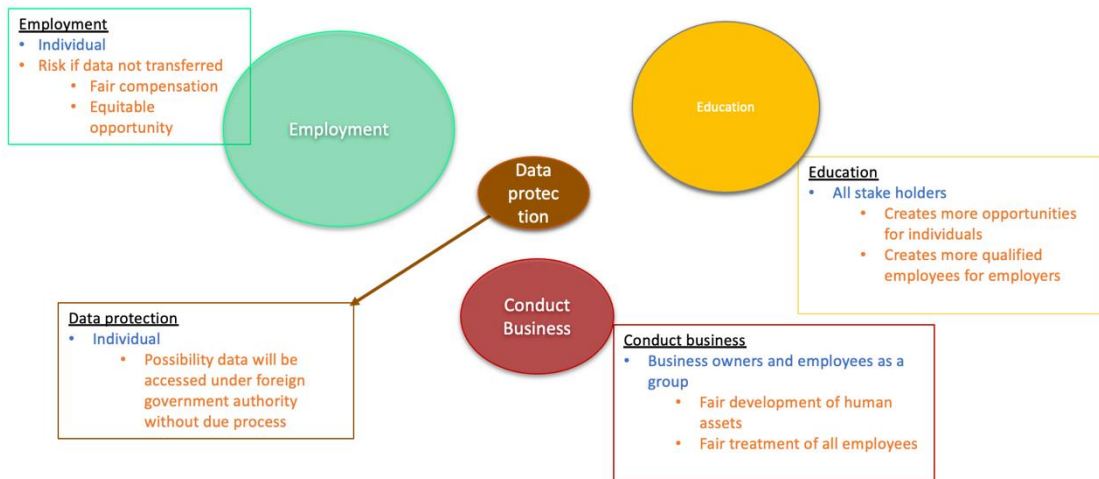 Employment
• Individual
• Risk if data not transferred
• Fair compensation
• Equitable
opportunity
Employment
Education
Data
protec
tion
Education
• All stake holders
• Creates more opportunities
for individuals
• Creates more qualified
employees for employers
Conduct
Business
Data protection
• Individual
• Possibility data will be
accessed under foreign
government authority
without due process
Conduct business
• Business owners and employees as a
group
• Fair development of human
assets
• Fair treatment of all employees